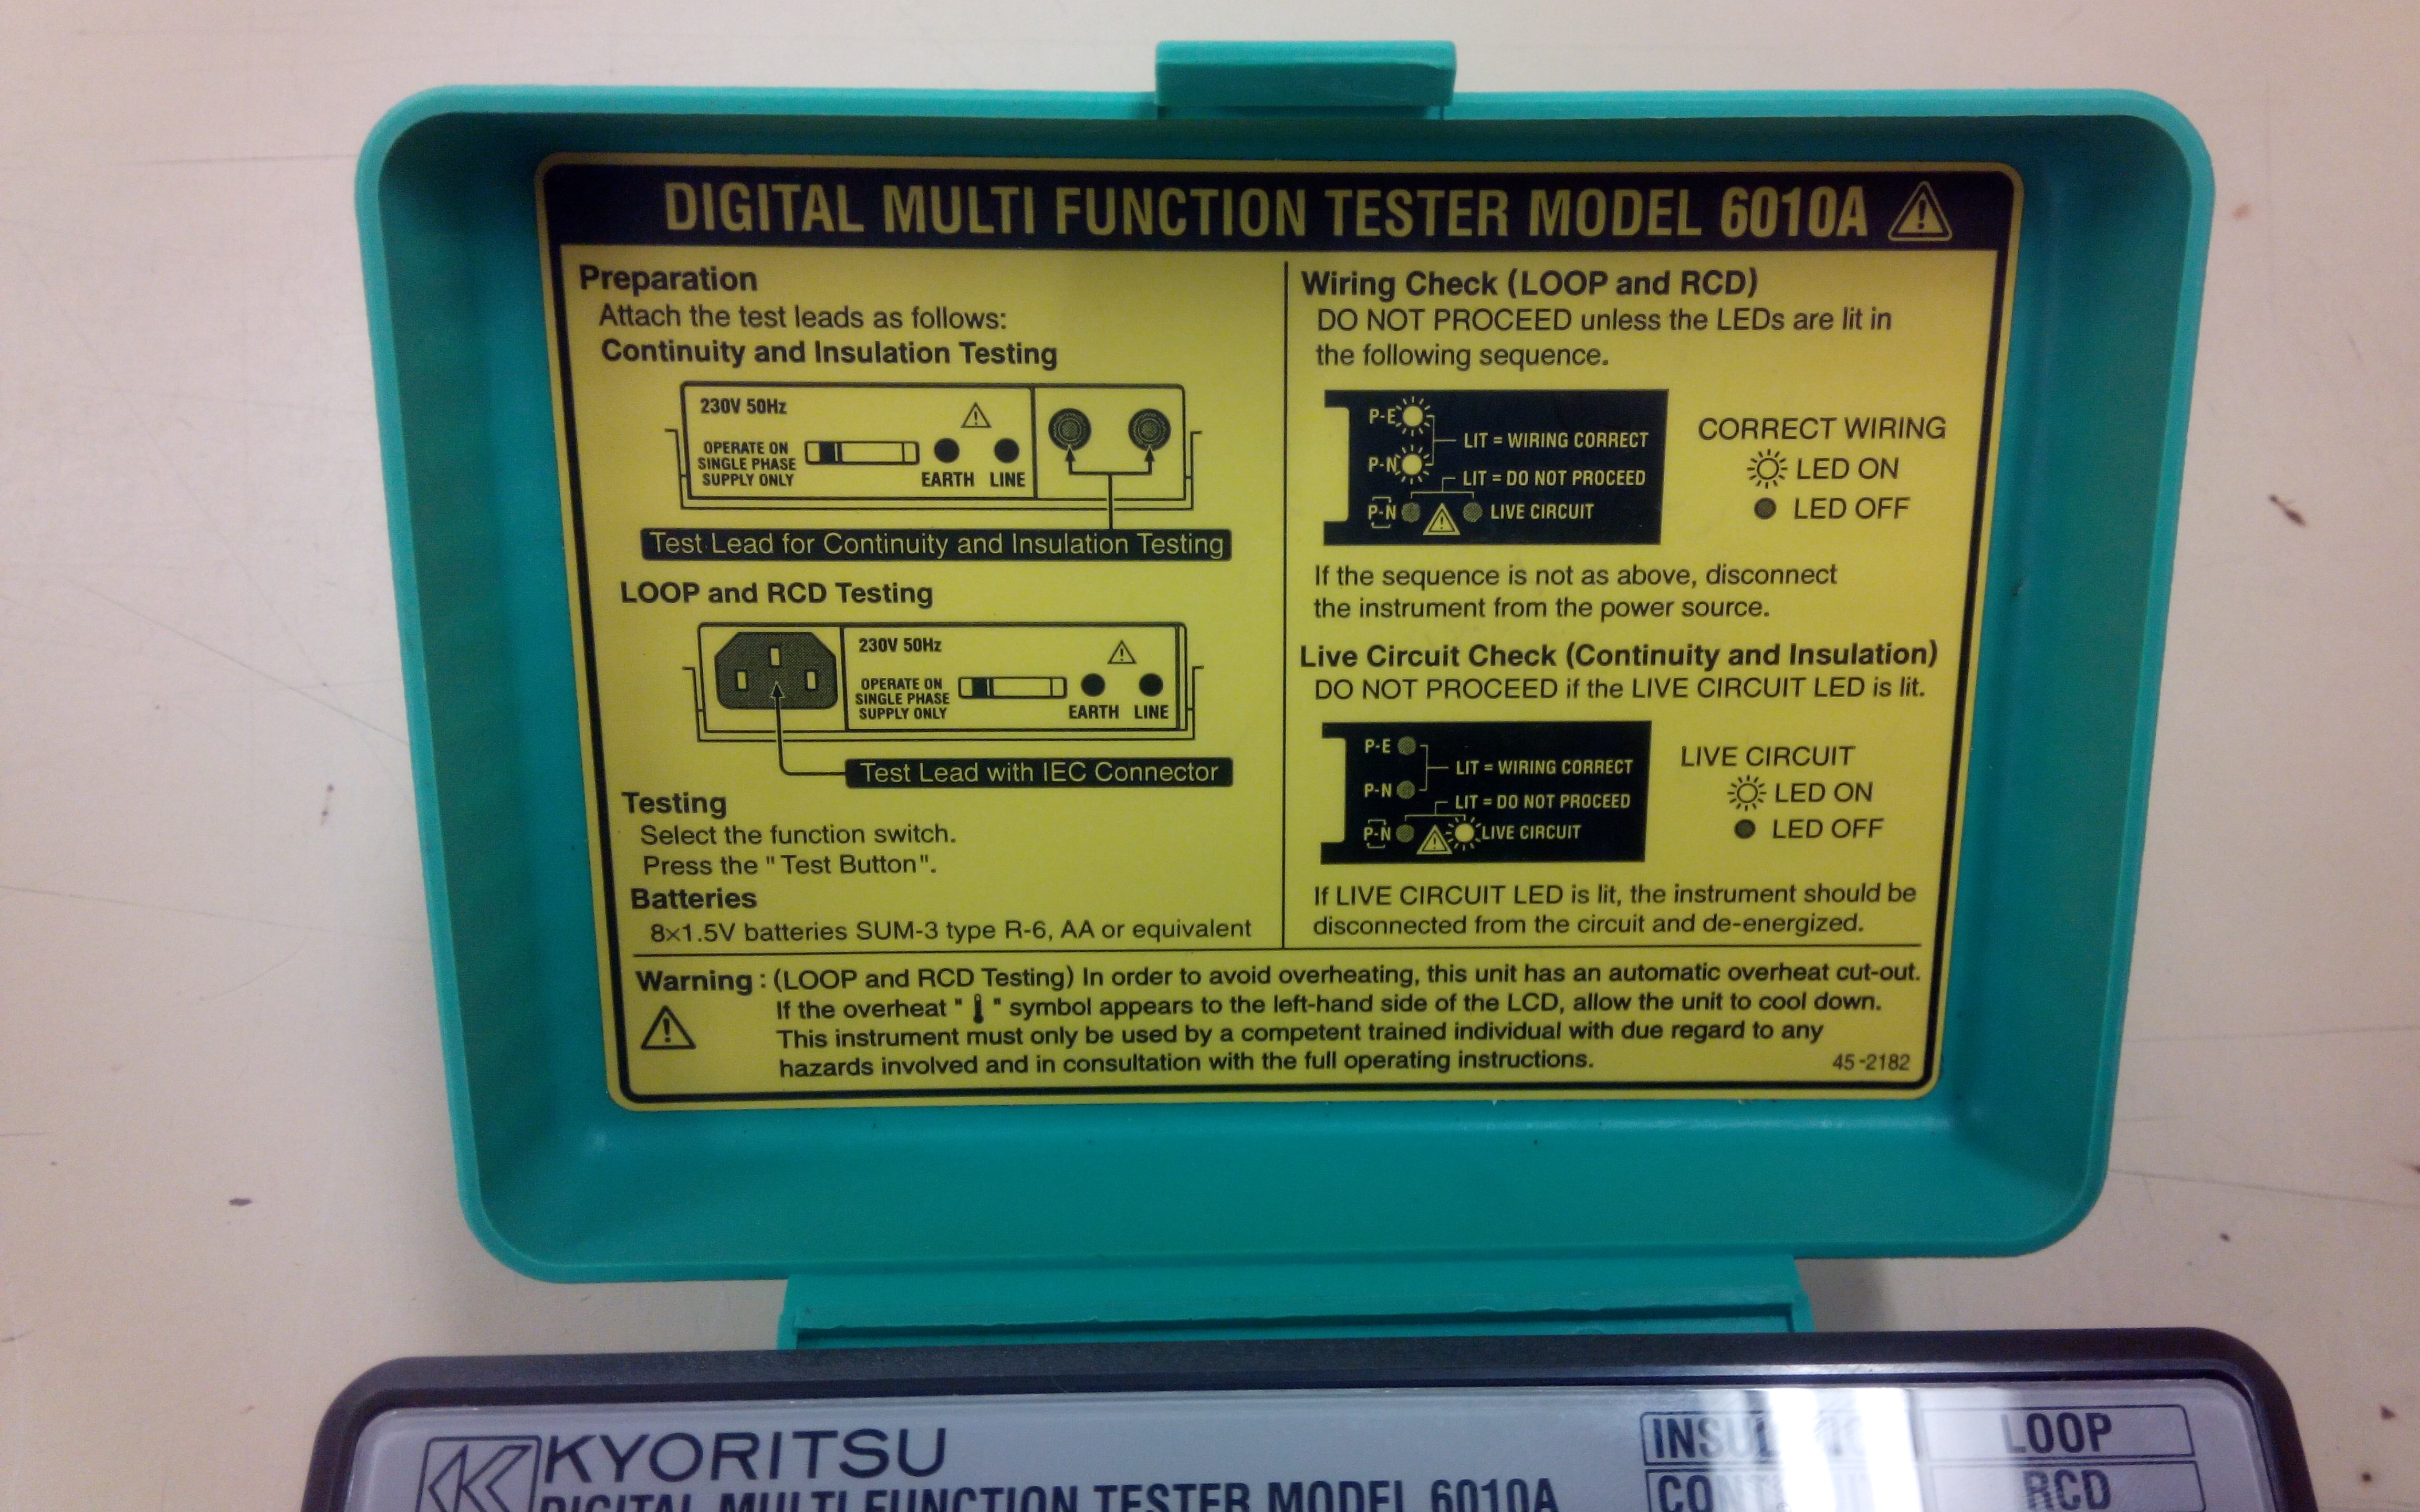 DIGITAL MULTI FUNCTION TESTER MODEL 6010A
Preparation
Attach the test leads as follows:
Continuity and Insulation Testing
230V 50Hz
OPERATE ON
SINGLE PHASE
SUPPLY ONLY
EARTH LINE
Test Lead for Continuity and Insulation Testing
LOOP and RCD Testing
230V 50Hz
OPERATE ON
SINGLE PHASE
SUPPLY ONLY
EARTH LINE
Test Lead with IEC Connector
Testing
Select the function switch.
Press the "Test Button".
Batteries
8×1.5V batteries SUM-3 type R-6, AA or equivalent
Wiring Check (LOOP and RCD)
DO NOT PROCEED unless the LEDs are lit in
the following sequence.
P-E
LIT = WIRING CORRECT
P-N
LIT = DO NOT PROCEED
P-N LIVE CIRCUIT
CORRECT WIRING
LED ON
LED OFF
If the sequence is not as above, disconnect
the instrument from the power source.
Live Circuit Check (Continuity and Insulation)
DO NOT PROCEED if the LIVE CIRCUIT LED is lit.
P-E
LIT = WIRING CORRECT
P-N
LIT = DO NOT PROCEED
P-N LIVE CIRCUIT
LIVE CIRCUIT
LED ON
LED OFF
If LIVE CIRCUIT LED is lit, the instrument should be
disconnected from the circuit and de-energized.
Warning : (LOOP and RCD Testing) In order to avoid overheating, this unit has an automatic overheat cut-out.
If the overheat " " symbol appears to the left-hand side of the LCD, allow the unit to cool down.
This instrument must only be used by a competent trained individual with due regard to any
hazards involved and in consultation with the full operating instructions.
45-2182
KYORITSU
DIGITAL MULTI FUNCTION TESTER MODEL 6010A
LOOP
RCD